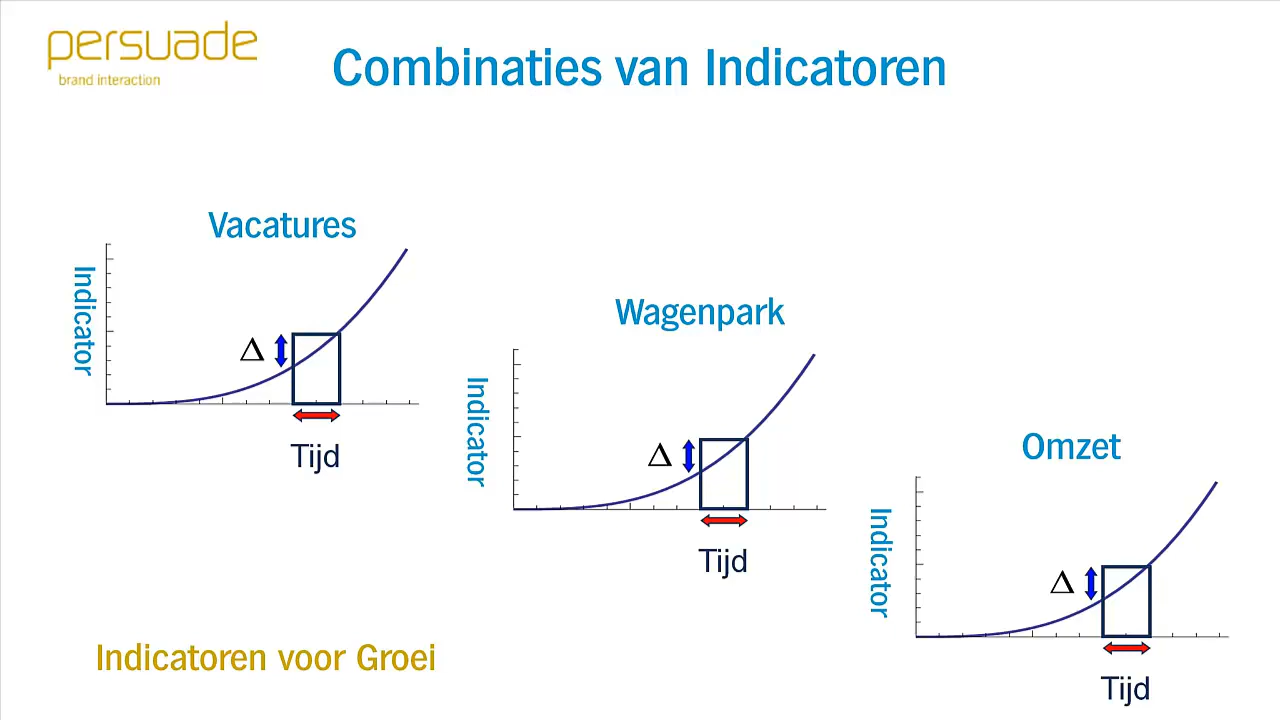 persuade
brand interaction
Combinaties van Indicatoren
Vacatures
Indicator
Δ
Tijd
Wagenpark
Indicator
Δ
Tijd
Omzet
Indicator
Δ
Tijd
Indicatoren voor Groei